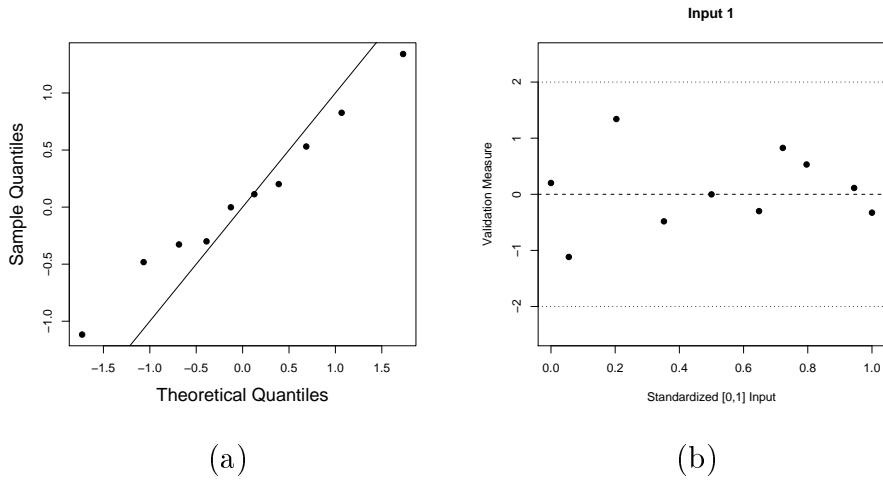 Input 1
Sample Quantiles
1.0
0.5
0.0
−0.5
−1.0
−1.5 −1.0 −0.5 0.0 0.5 1.0 1.5
Theoretical Quantiles
(a)
Validation Measure
2
1
0
−1
−2
0.0 0.2 0.4 0.6 0.8 1.0
Standardized [0,1] Input
(b)